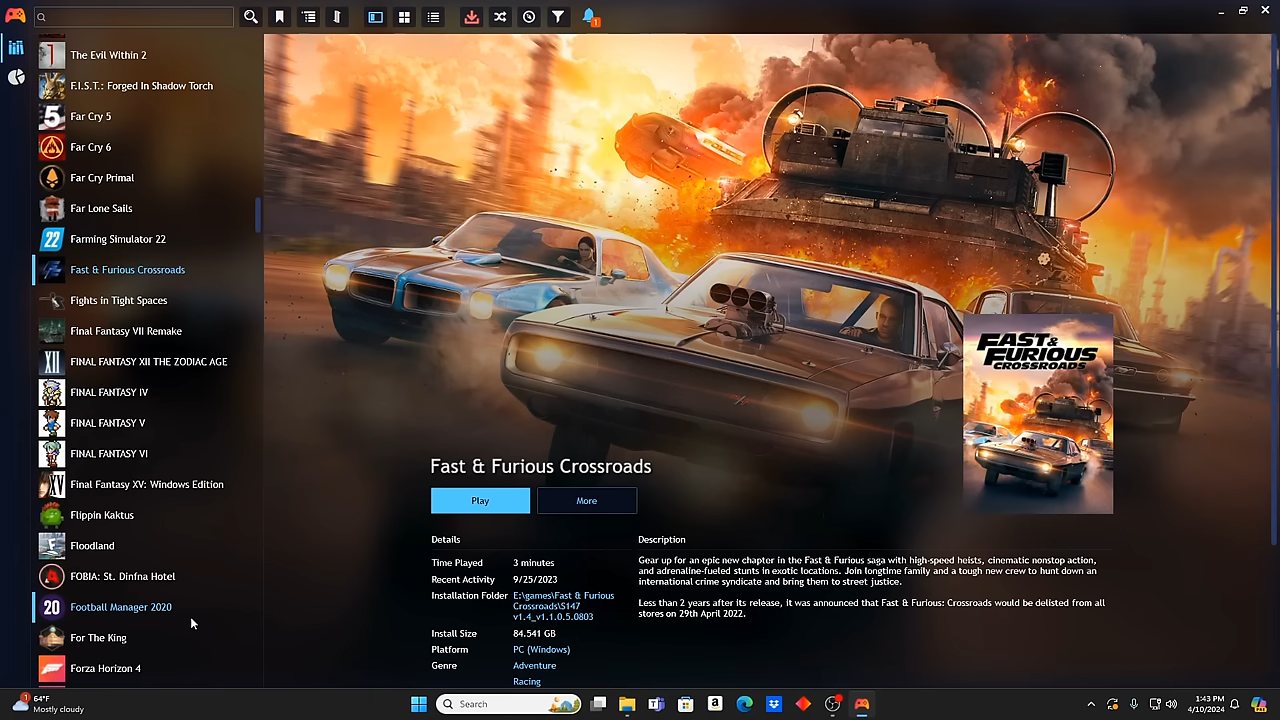 The Evil Within 2
F.I.S.T.: Forged In Shadow Torch
5
Far Cry 5
Far Cry 6
Far Cry Primal
Far Lone Sails
22
Farming Simulator 22
Fast & Furious Crossroads
Fights in Tight Spaces
Final Fantasy VII Remake
XII
FINAL FANTASY XII THE ZODIAC AGE
FINAL FANTASY IV
FINAL FANTASY V
FINAL FANTASY VI
XV
Final Fantasy XV: Windows Edition
Flippin Kaktus
Floodland
FOBIA: St. Dinfna Hotel
20
Football Manager 2020
For The King
Forza Horizon 4
1
FAST &
FURIOUS
CROSSROADS
Fast & Furious Crossroads
Play
More
Details
Time Played 3 minutes
Recent Activity 9/25/2023
Installation Folder E:\games\Fast & Furious
Crossroads\S147
v1.4_v1.1.0.5.0803
Install Size 84.541 GB
Platform PC (Windows)
Genre Adventure
Racing
Description
Gear up for an epic new chapter in the Fast & Furious saga with high-speed heists, cinematic nonstop action,
and adrenaline-fueled stunts in exotic locations. Join longtime family and a tough new crew to hunt down an
international crime syndicate and bring them to street justice.
Less than 2 years after its release, it was announced that Fast & Furious: Crossroads would be delisted from all
stores on 29th April 2022.
1
64°F
Mostly cloudy
Search
1:43 PM
4/10/2024